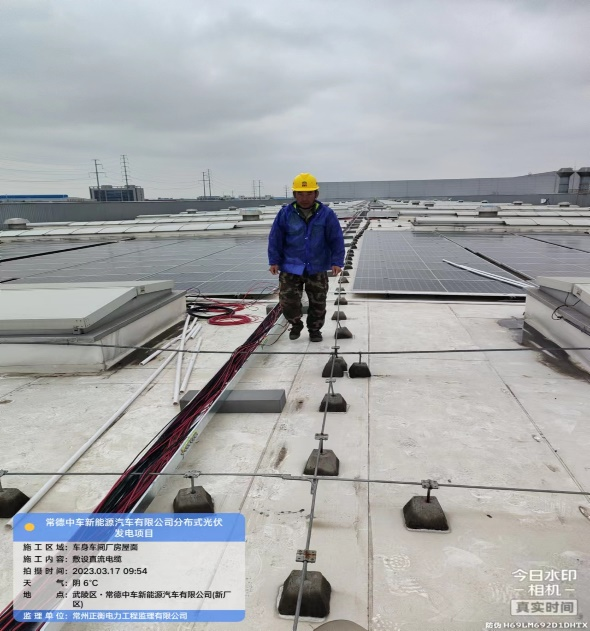 常德中车新能源汽车有限公司分布式光伏
发电项目
施工区域：车身车间厂房屋面
施工内容：敷设直流电缆
拍摄时间：2023.03.17 09:54
天 气：阴 6℃
地 点：武陵区·常德中车新能源汽车有限公司(新厂
区)
监理单位：常州正衡电力工程监理有限公司
今日水印
相机
真实时间
防伪 H69LM692D1DHTX